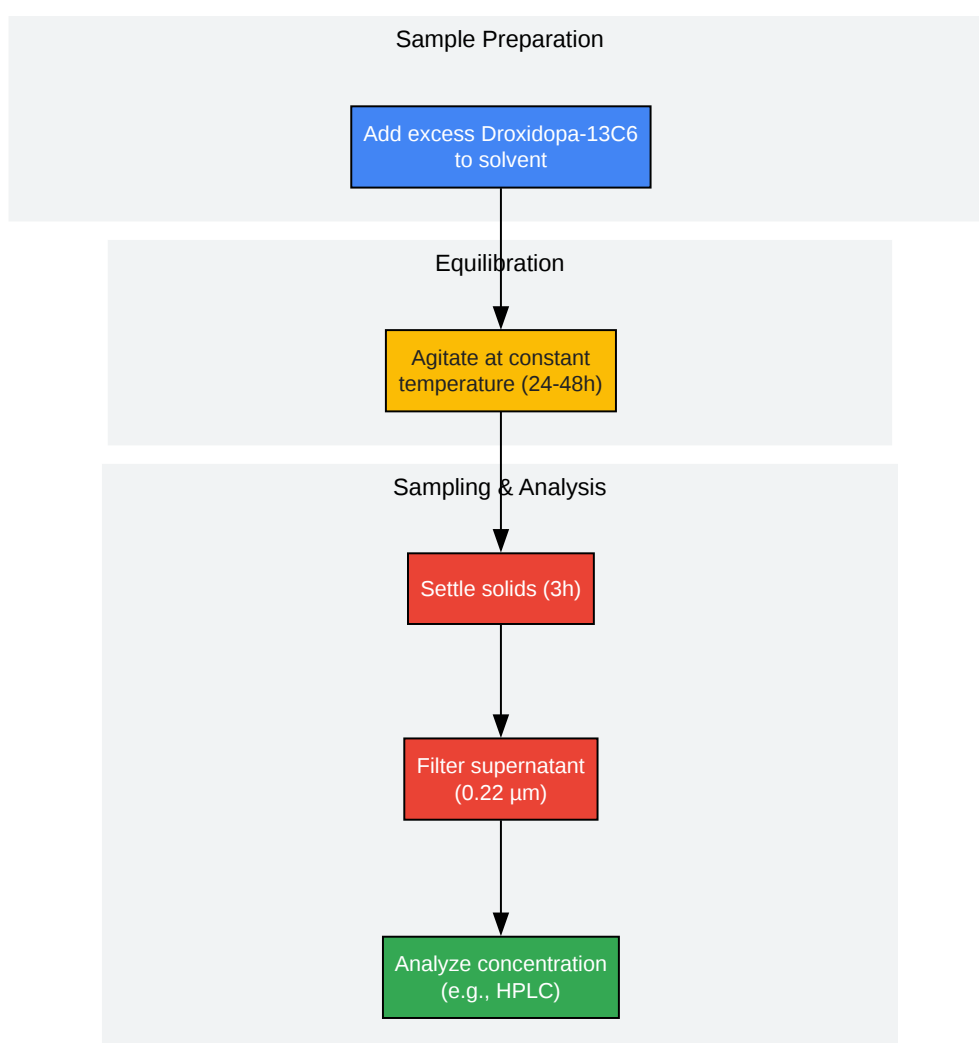 Sample Preparation
Add excess Droxidopa-13C6
to solvent
Equilibration
Agitate at constant
temperature (24-48h)
Sampling & Analysis
Settle solids (3h)
Filter supernatant
(0.22 µm)
Analyze concentration
(e.g., HPLC)